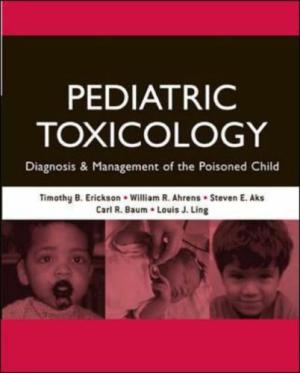 PEDIATRIC
TOXICOLOGY
Diagnosis & Management of the Poisoned Child
Timothy B. Erickson • William R. Ahrens • Steven E. Aks
Carl R. Baum • Louis J. Ling